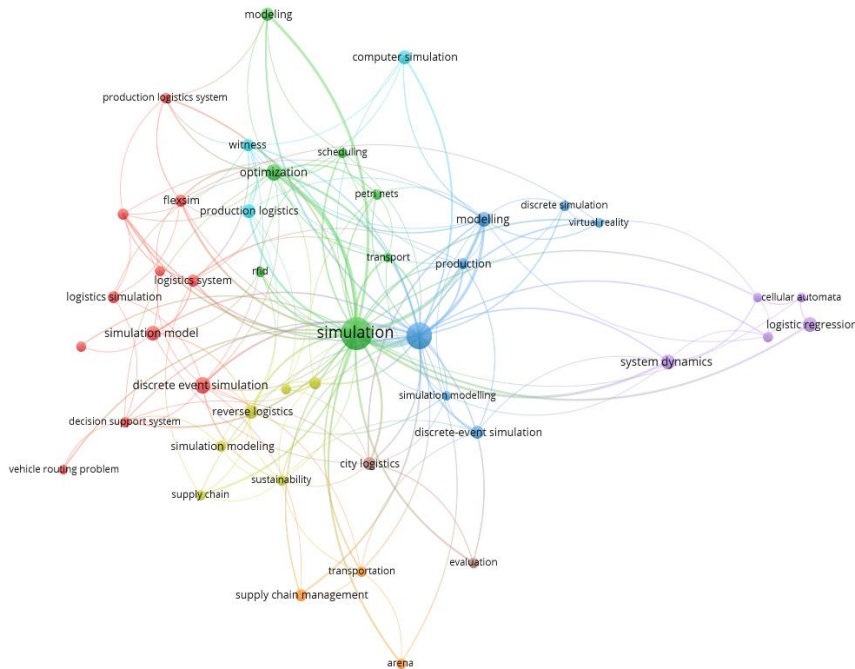 modeling
computer simulation
production logistics system
witness
scheduling
optimization
petri nets
flexsim
production logistics
modelling
discrete simulation
virtual reality
transport
production
rfid
logistics system
logistics simulation
cellular automata
simulation model
simulation
logistic regression
system dynamics
discrete event simulation
simulation modelling
reverse logistics
decision support system
discrete-event simulation
simulation modeling
city logistics
vehicle routing problem
sustainability
supply chain
evaluation
transportation
supply chain management
arena